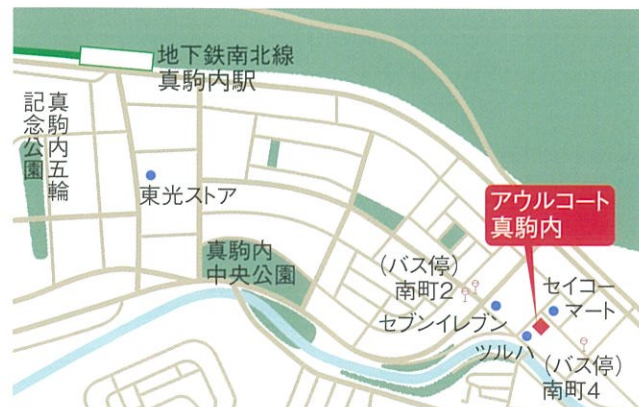 地下鉄南北線
真駒内駅
真駒内五輪
記念公園
東光ストア
真駒内
中央公園
アウルコート
真駒内
(バス停)
南町2
セブンイレブン
セイコー
マート
ツルハ
(バス停)
南町4